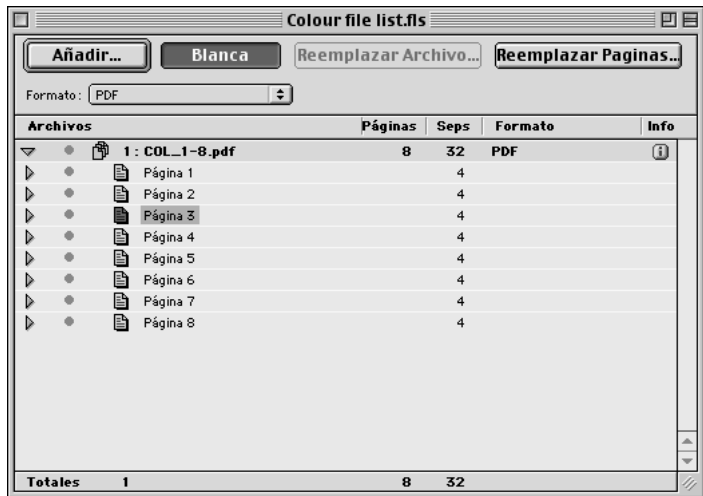 Colour file list.fls
Añadir... Blanca Reemplazar Archivo... Reemplazar Paginas...
Formato: PDF
Archivos Páginas Seps Formato Info
1: COL_1-8.pdf 8 32 PDF
Página 1 4
Página 2 4
Página 3 4
Página 4 4
Página 5 4
Página 6 4
Página 7 4
Página 8 4
Totales 1 8 32